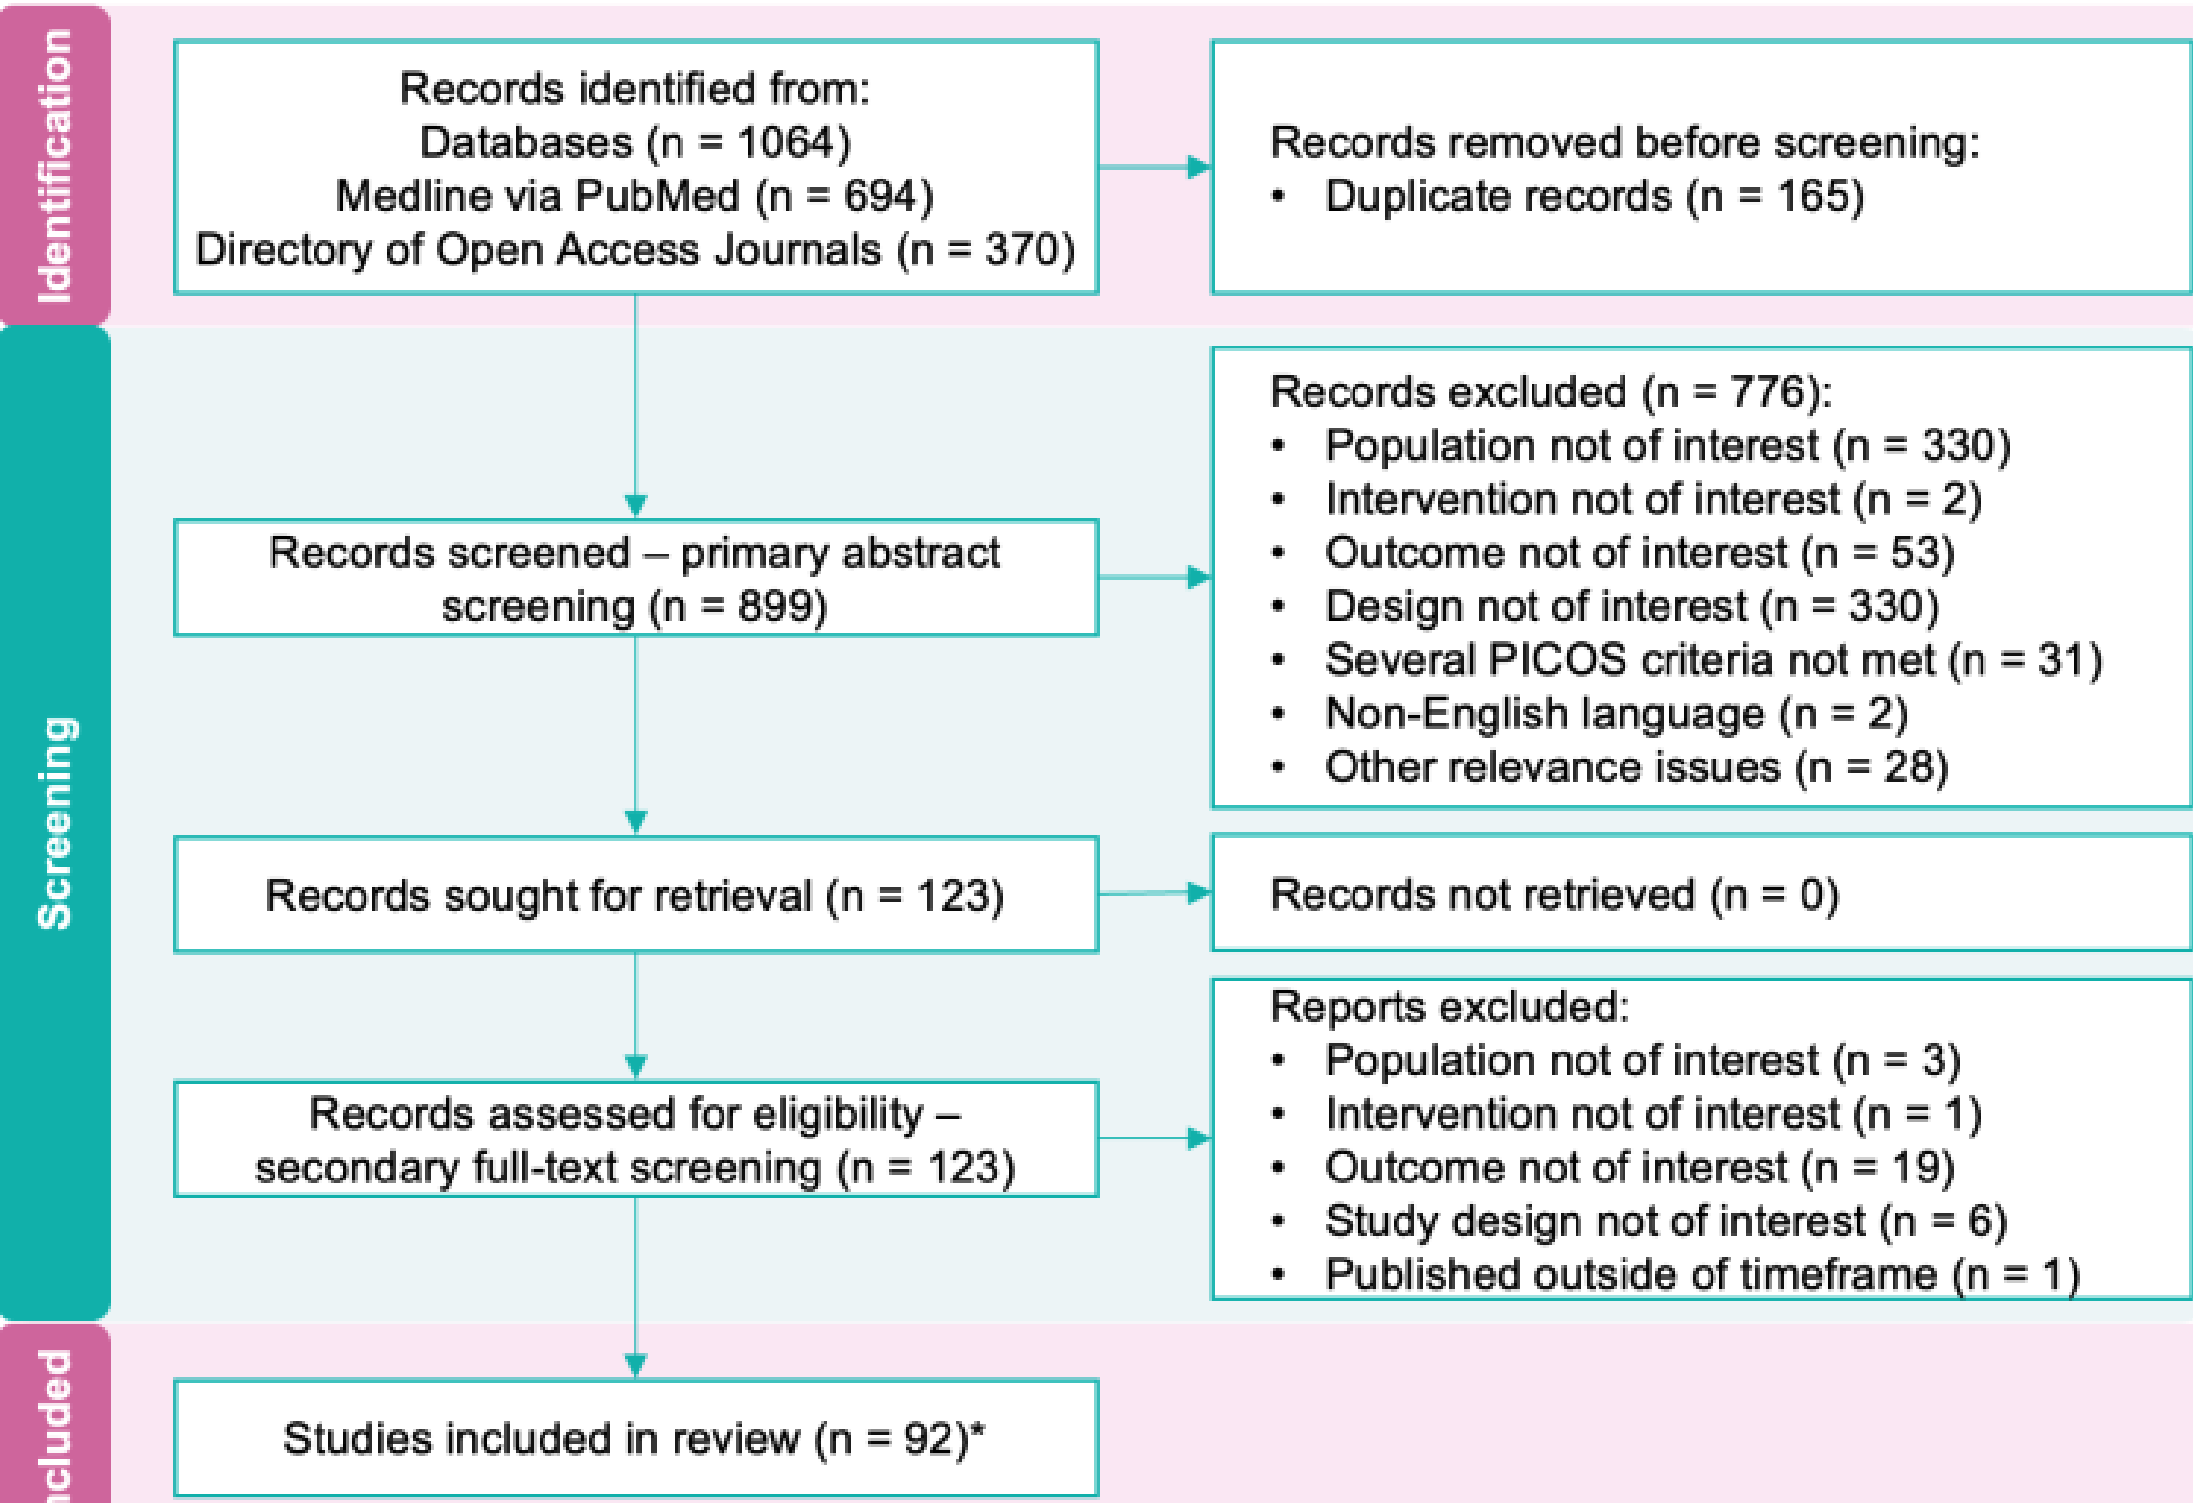 Identification
Records identified from:
Databases (n = 1064)
Medline via PubMed (n = 694)
Directory of Open Access Journals (n = 370)
Records removed before screening:
• Duplicate records (n = 165)
Screening
Records screened – primary abstract
screening (n = 899)
Records excluded (n = 776):
• Population not of interest (n = 330)
• Intervention not of interest (n = 2)
• Outcome not of interest (n = 53)
• Design not of interest (n = 330)
• Several PICOS criteria not met (n = 31)
• Non-English language (n = 2)
• Other relevance issues (n = 28)
Records sought for retrieval (n = 123)
Records not retrieved (n = 0)
Records assessed for eligibility –
secondary full-text screening (n = 123)
Reports excluded:
• Population not of interest (n = 3)
• Intervention not of interest (n = 1)
• Outcome not of interest (n = 19)
• Study design not of interest (n = 6)
• Published outside of timeframe (n = 1)
ncluded
Studies included in review (n = 92)*